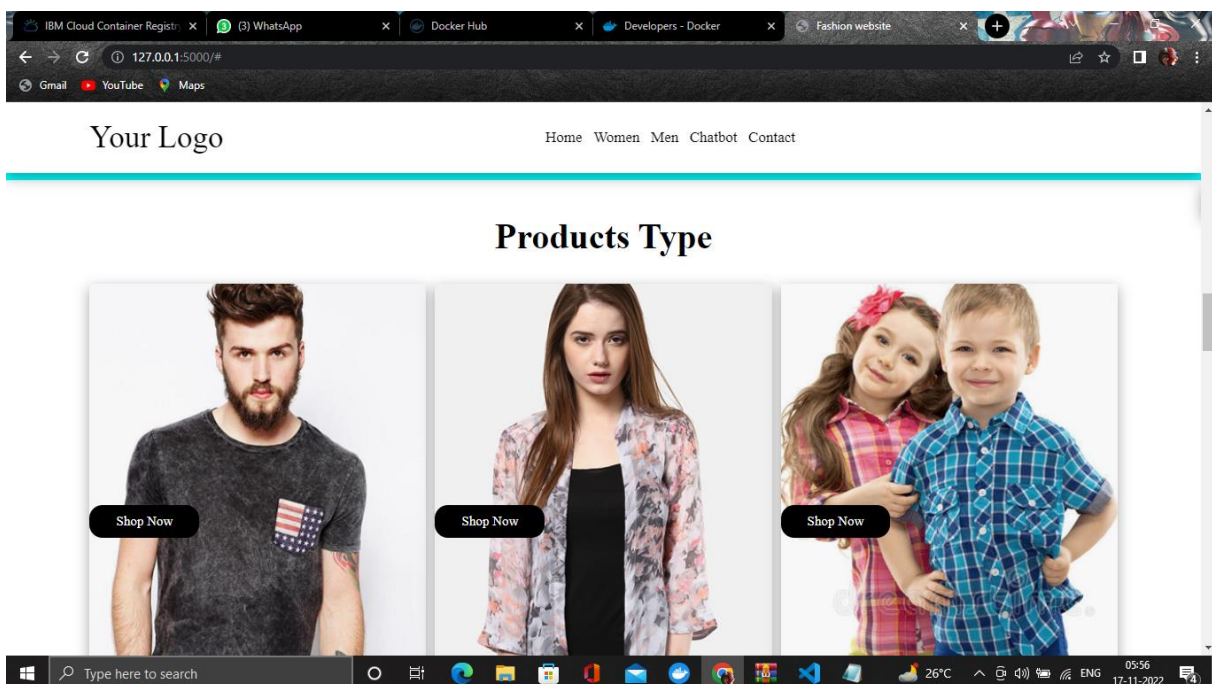 IBM Cloud Container Registry
(3) WhatsApp
Docker Hub
Developers - Docker
Fashion website
127.0.0.1:5000/#
Gmail YouTube Maps
Your Logo
Home Women Men Chatbot Contact
Products Type
Shop Now Shop Now Shop Now
Type here to search
26°C ENG 05:56
17-11-2022
4